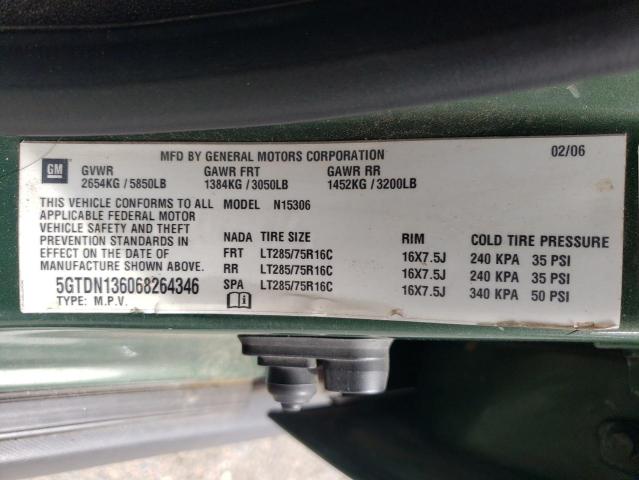 MFD BY GENERAL MOTORS CORPORATION 02/06
GM
GVWR GAWR FRT GAWR RR
2654KG / 5850LB 1384KG / 3050LB 1452KG / 3200LB
THIS VEHICLE CONFORMS TO ALL
APPLICABLE FEDERAL MOTOR
VEHICLE SAFETY AND THEFT
PREVENTION STANDARDS IN
EFFECT ON THE DATE OF
MANUFACTURE SHOWN ABOVE.
5GTDN136068264346
TYPE: M.P.V.
MODEL N15306
NADA TIRE SIZE RIM COLD TIRE PRESSURE
FRT LT285/75R16C 16X7.5J 240 KPA 35 PSI
RR LT285/75R16C 16X7.5J 240 KPA 35 PSI
SPA LT285/75R16C 16X7.5J 340 KPA 50 PSI